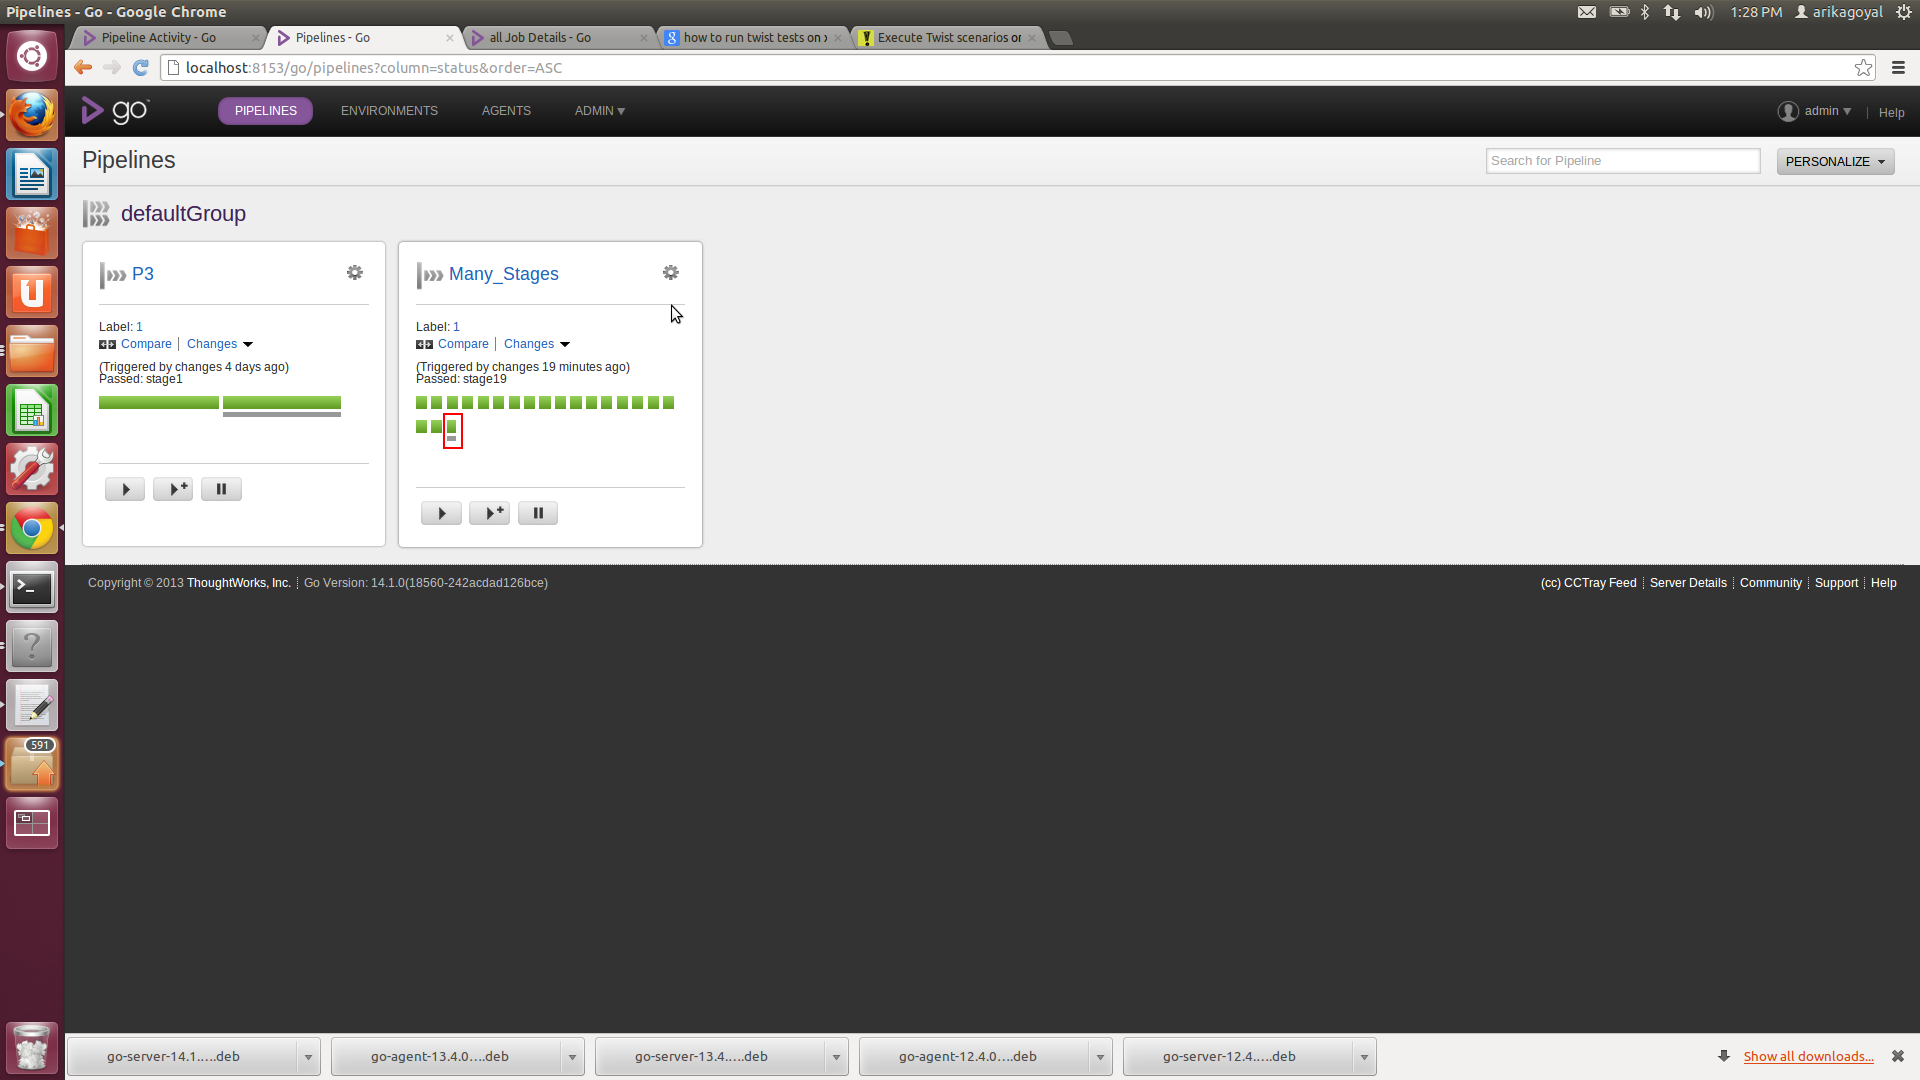 Pipelines - Go - Google Chrome
1:28 PM arikagoyal
Pipeline Activity - Go
Pipelines - Go
all Job Details - Go
how to run twist tests on
Execute Twist scenarios or
localhost:8153/go/pipelines?column=status&order=ASC
go PIPELINES ENVIRONMENTS AGENTS ADMIN admin Help
Pipelines
Search for Pipeline
PERSONALIZE
defaultGroup
P3
Label: 1
Compare Changes
(Triggered by changes 4 days ago)
Passed: stage1
Many_Stages
Label: 1
Compare Changes
(Triggered by changes 19 minutes ago)
Passed: stage19
Copyright © 2013 ThoughtWorks, Inc. Go Version: 14.1.0(18560-242acdad126bce)
(cc) CCTray Feed Server Details Community Support Help
591
go-server-14.1.....deb
go-agent-13.4.0....deb
go-server-13.4.....deb
go-agent-12.4.0....deb
go-server-12.4.....deb
Show all downloads...